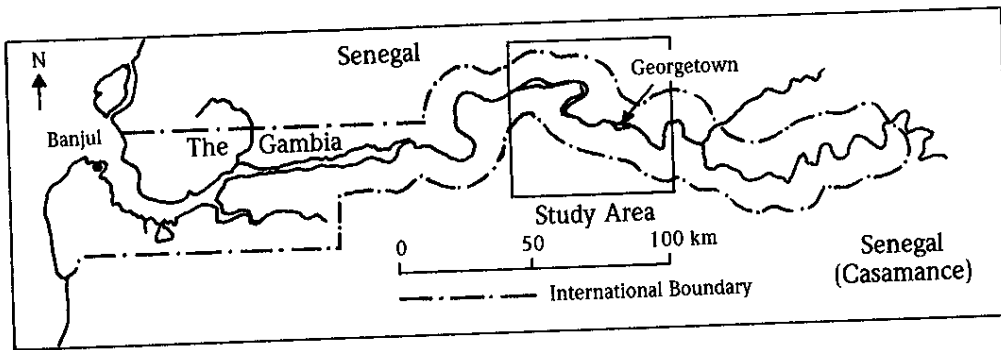 N
Senegal
Georgetown
Banjul
The Gambia
Study Area
0 50 100 km
Senegal
(Casamance)
International Boundary